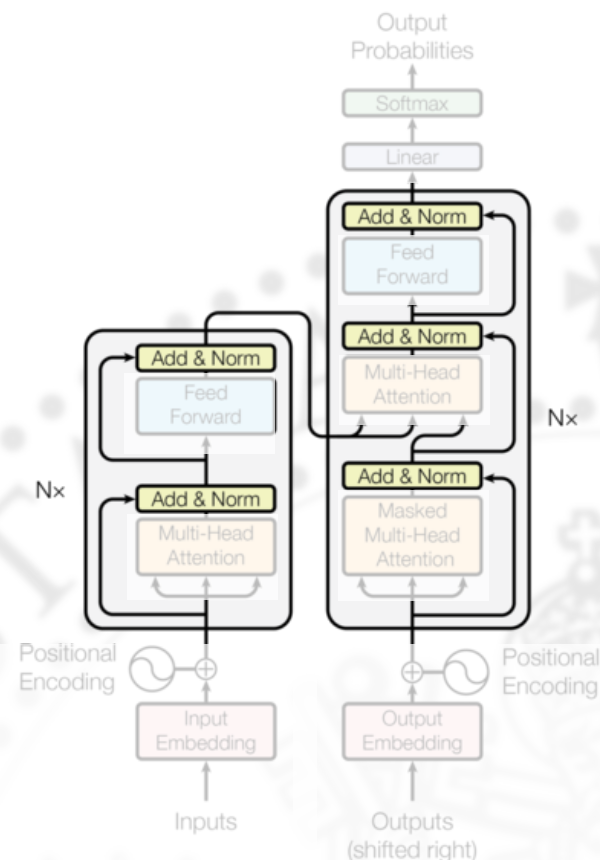 Output
Probabilities
Softmax
Linear
Add & Norm
Feed
Forward
Add & Norm
Multi-Head
Attention
Add & Norm
Masked
Multi-Head
Attention
Nx
Add & Norm
Feed
Forward
Add & Norm
Multi-Head
Attention
N×
Positional
Encoding
Positional
Encoding
Input
Embedding
Output
Embedding
Inputs
Outputs
(shifted right)